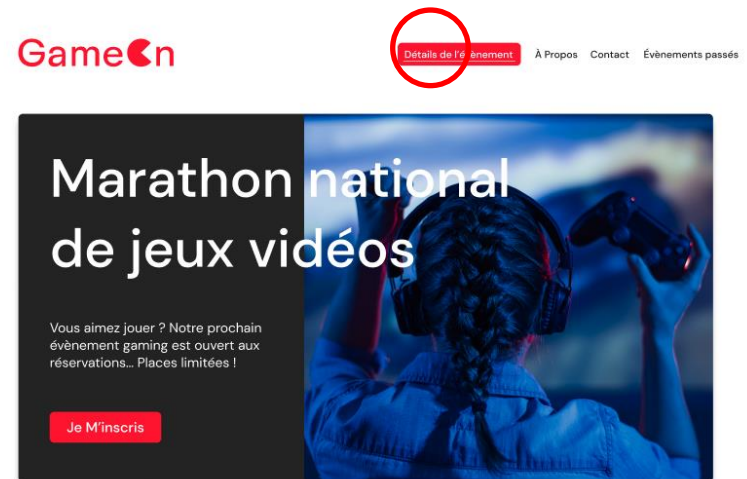 GameOn
Détails de l'évènement À Propos Contact Évènements passés
Marathon national
de jeux vidéos
Vous aimez jouer ? Notre prochain
évènement gaming est ouvert aux
réservations... Places limitées !
Je M'inscris